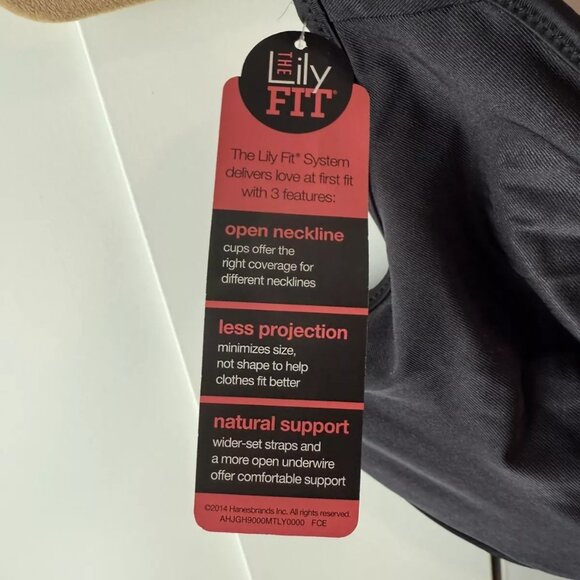 THE Lily
FIT®
The Lily Fit® System
delivers love at first fit
with 3 features:
open neckline
cups offer the
right coverage for
different necklines
less projection
minimizes size,
not shape to help
clothes fit better
natural support
wider-set straps and
a more open underwire
offer comfortable support
©2014 Hanesbrands Inc. All rights reserved.
AHJGH9000MTLY0000 FCE